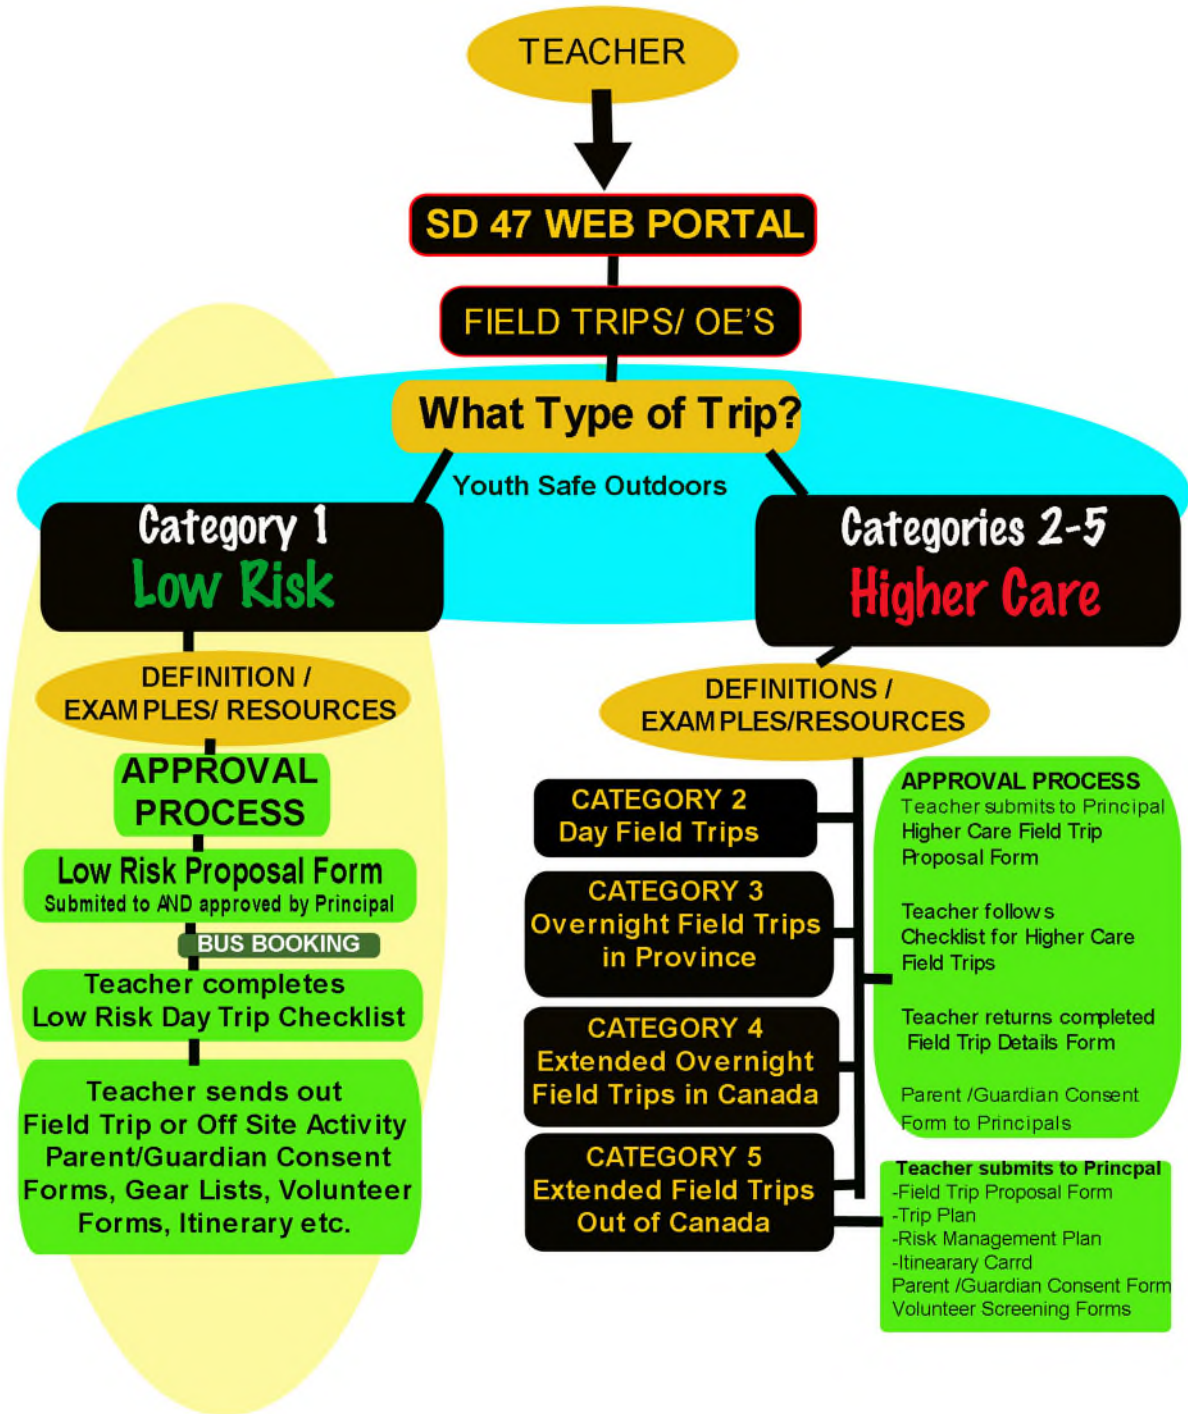 TEACHER
SD 47 WEB PORTAL
FIELD TRIPS/ OE'S
What Type of Trip?
Youth Safe Outdoors
Category 1
Low Risk
DEFINITION /
EXAMPLES/ RESOURCES
APPROVAL
PROCESS
Low Risk Proposal Form
Submited to AND approved by Principal
BUS BOOKING
Teacher completes
Low Risk Day Trip Checklist
Teacher sends out
Field Trip or Off Site Activity
Parent/Guardian Consent
Forms, Gear Lists, Volunteer
Forms, Itinerary etc.
Categories 2-5
Higher Care
DEFINITIONS /
EXAMPLES/RESOURCES
CATEGORY 2
Day Field Trips
CATEGORY 3
Overnight Field Trips
in Province
CATEGORY 4
Extended Overnight
Field Trips in Canada
CATEGORY 5
Extended Field Trips
Out of Canada
APPROVAL PROCESS
Teacher submits to Principal
Higher Care Field Trip
Proposal Form
Teacher follows
Checklist for Higher Care
Field Trips
Teacher returns completed
Field Trip Details Form
Parent /Guardian Consent
Form to Principals
Teacher submits to Princpal
-Field Trip Proposal Form
-Trip Plan
-Risk Management Plan
-Itinearary Carrd
Parent /Guardian Consent Form
Volunteer Screening Forms